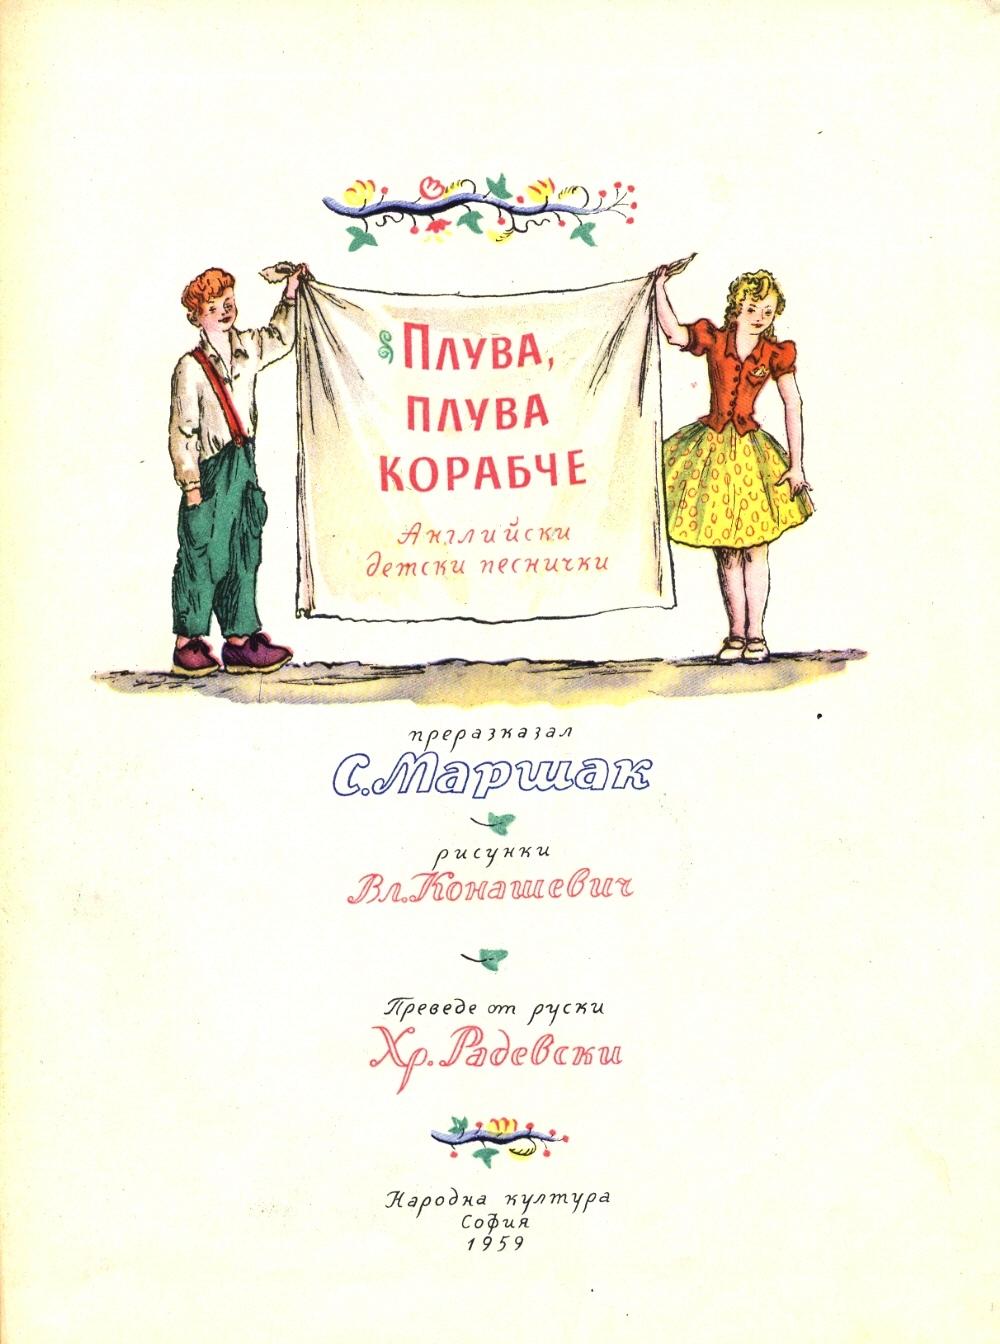 Плува,
плува
корабче
Английски
детски песнички
преразказал
С. Маршак
рисунки
Вл. Конашевич
Преведе от руски
Хр. Радевски
Народна култура
София
1959